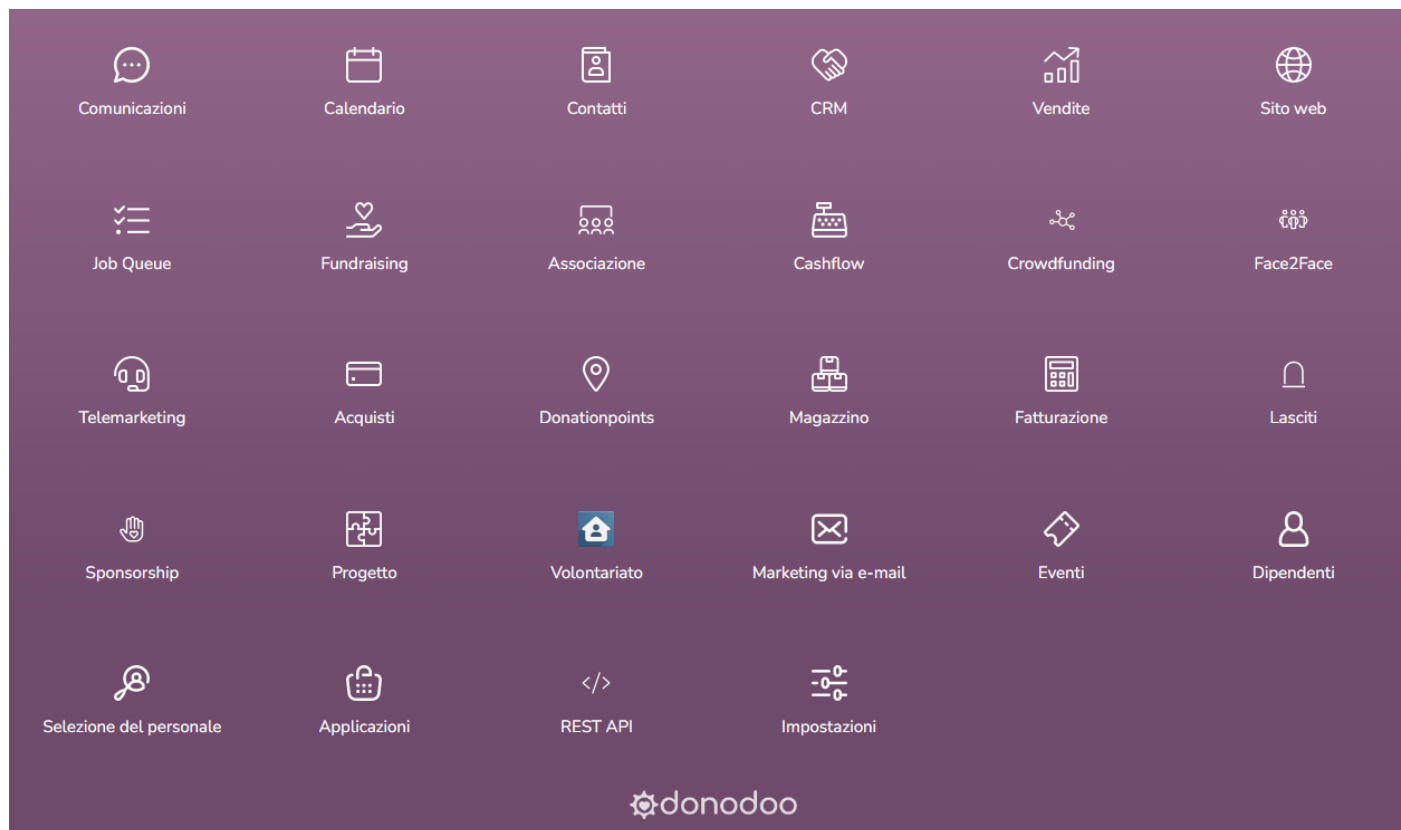 Comunicazioni
Calendario
Contatti
CRM
Vendite
Sito web
Job Queue
Fundraising
Associazione
Cashflow
Crowdfunding
Face2Face
Telemarketing
Acquisti
Donationpoints
Magazzino
Fatturazione
Lasciti
Sponsorship
Progetto
Volontariato
Marketing via e-mail
Eventi
Dipendenti
Selezione del personale
Applicazioni
REST API
Impostazioni
donodoo